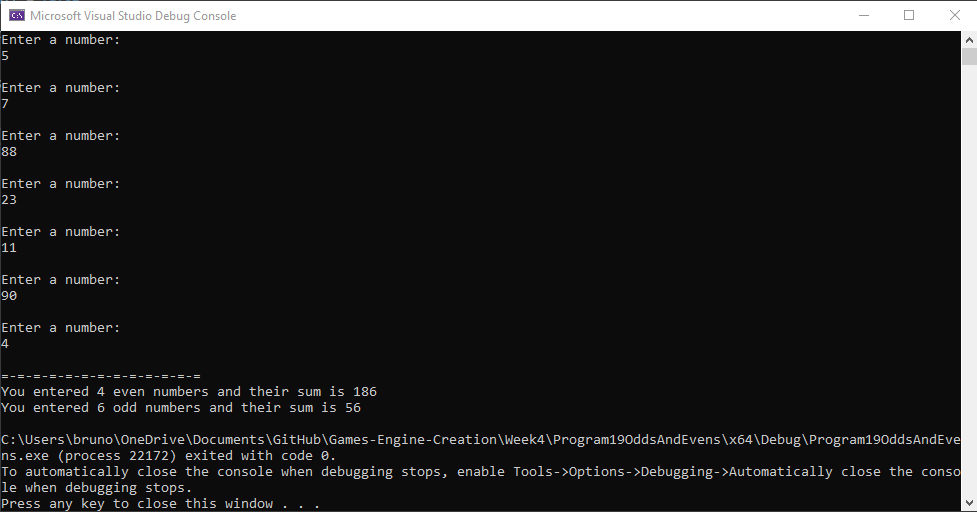 Microsoft Visual Studio Debug Console
Enter a number:
5
Enter a number:
7
Enter a number:
88
Enter a number:
23
Enter a number:
11
Enter a number:
90
Enter a number:
4
=-=-=-=-=-=-=-=-=-=-=-=-=
You entered 4 even numbers and their sum is 186
You entered 6 odd numbers and their sum is 56
C:\Users\bruno\OneDrive\Documents\GitHub\Games-Engine-Creation\Week4\Program19OddsAndEvens\x64\Debug\Program19OddsAndEve
ns.exe (process 22172) exited with code 0.
To automatically close the console when debugging stops, enable Tools->Options->Debugging->Automatically close the conso
le when debugging stops.
Press any key to close this window . . .